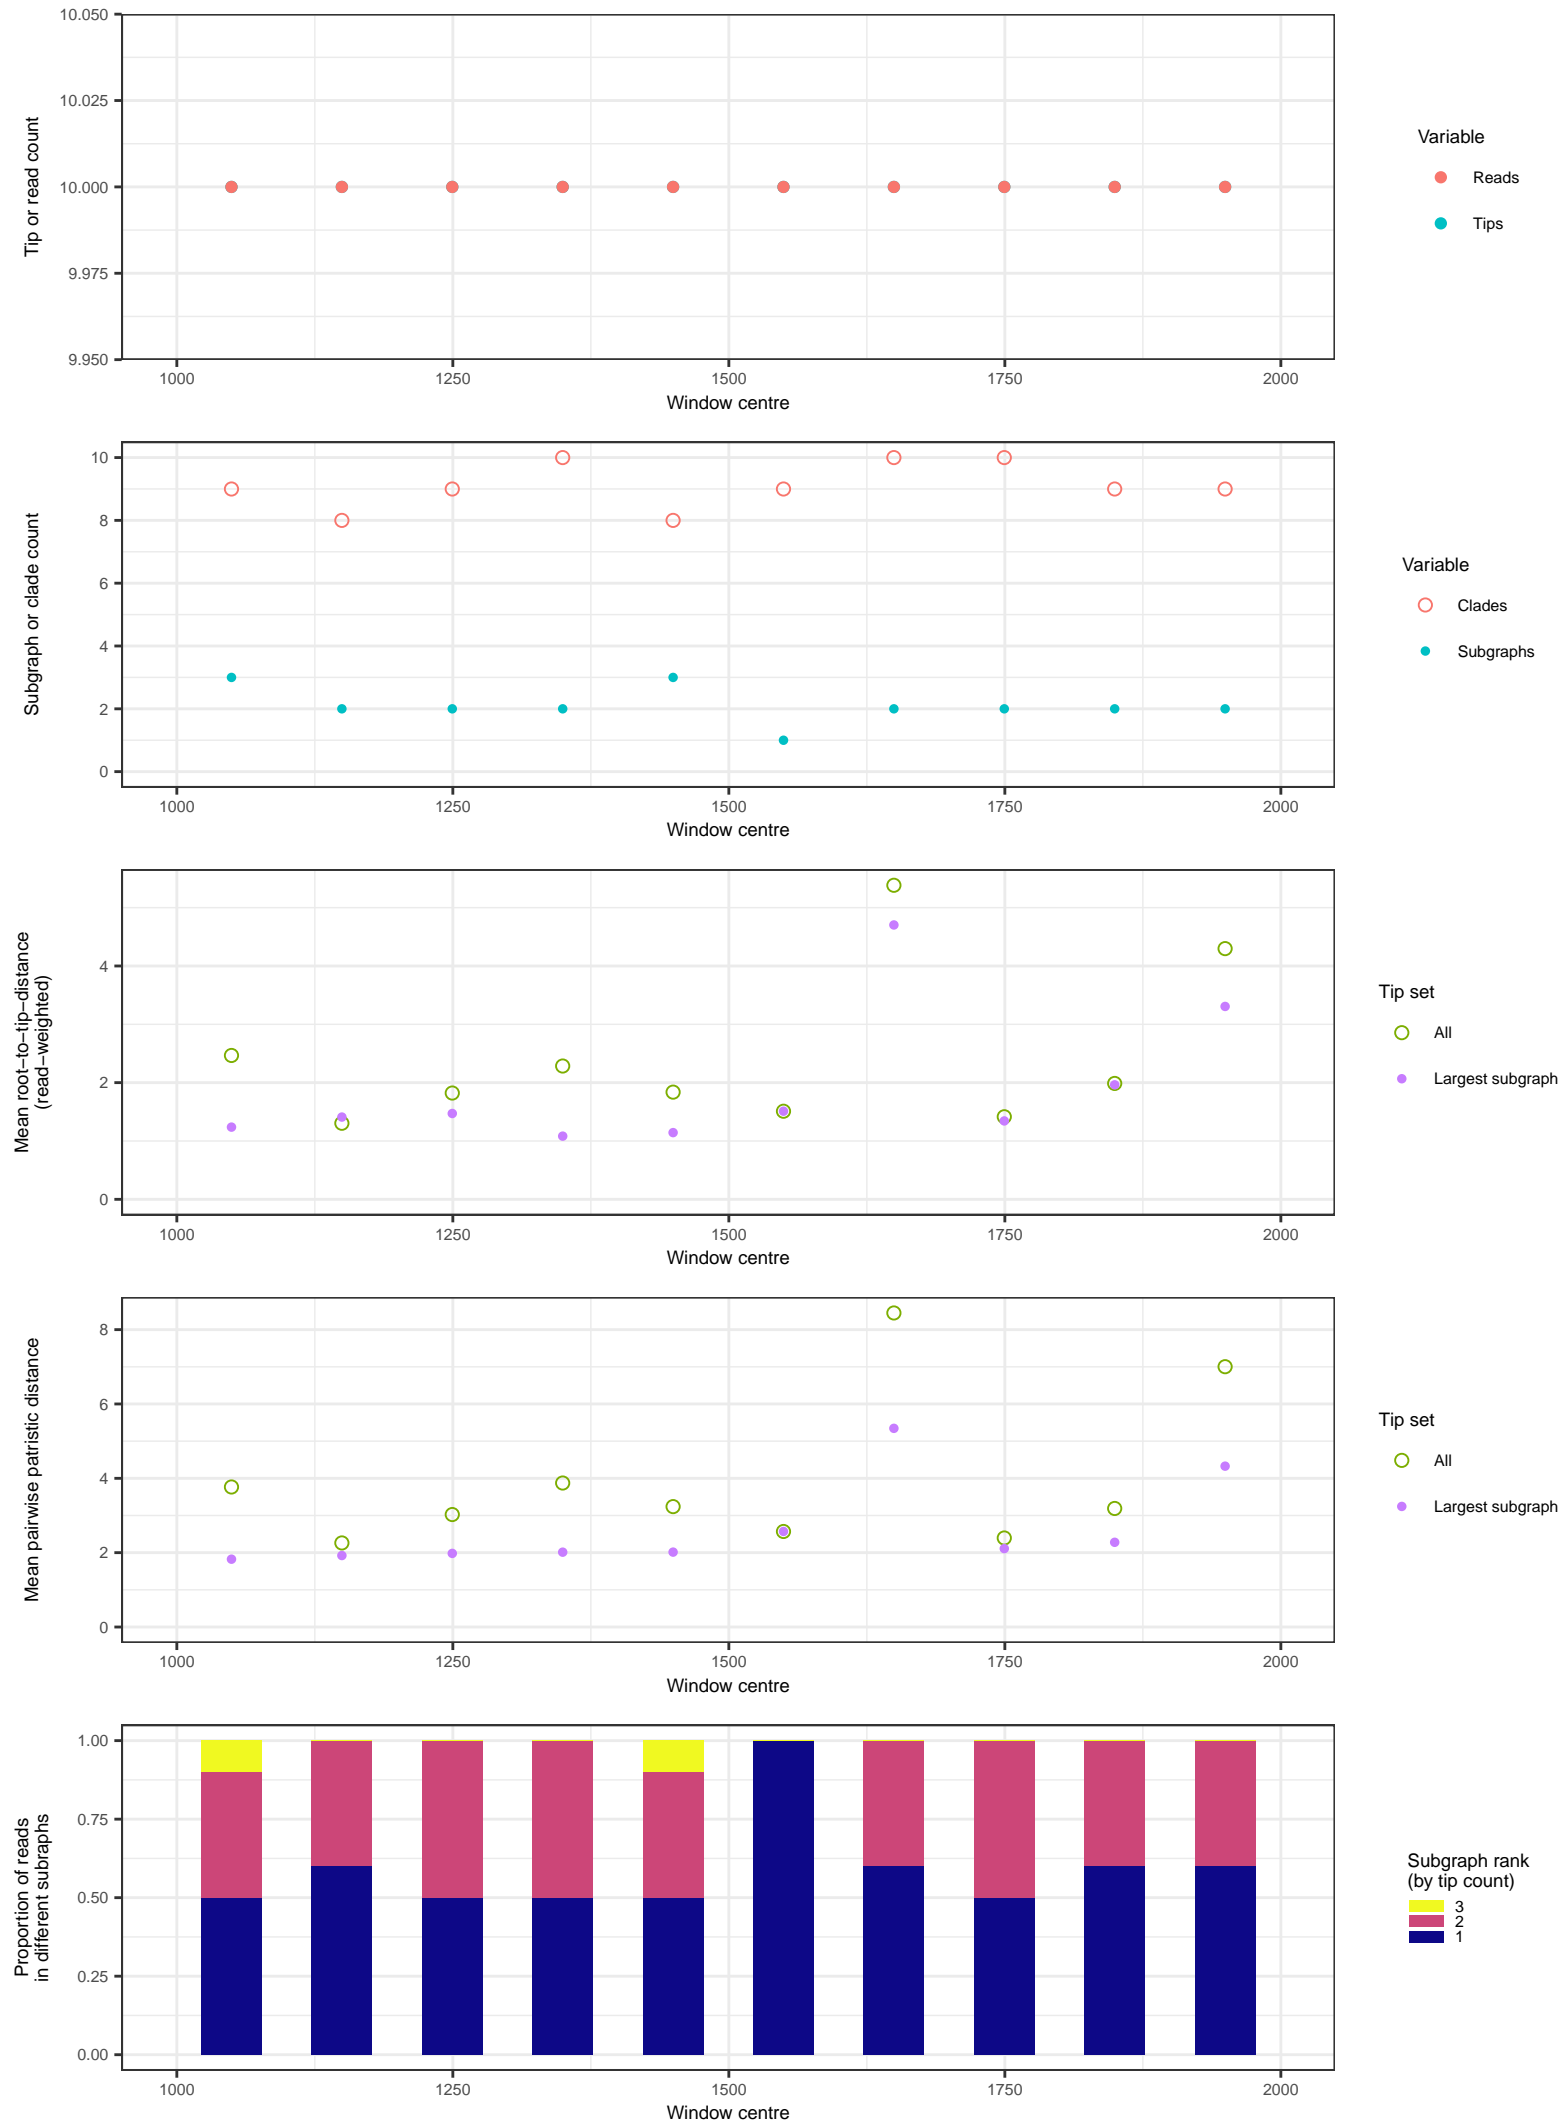 10.050
10.025
10.000
9.975
9.950
Tip or read count
1000 1250 1500 1750 2000
Window centre
Variable
Reads
Tips
10
8
6
4
2
0
Subgraph or clade count
1000 1250 1500 1750 2000
Window centre
Variable
Clades
Subgraphs
4
2
0
Mean root−to−tip−distance
(read−weighted)
1000 1250 1500 1750 2000
Window centre
Tip set
All
Largest subgraph
8
6
4
2
0
Mean pairwise patristic distance
1000 1250 1500 1750 2000
Window centre
Tip set
All
Largest subgraph
1.00
0.75
0.50
0.25
0.00
Proportion of reads
in different subraphs
1000 1250 1500 1750 2000
Window centre
Subgraph rank
(by tip count)
3
2
1